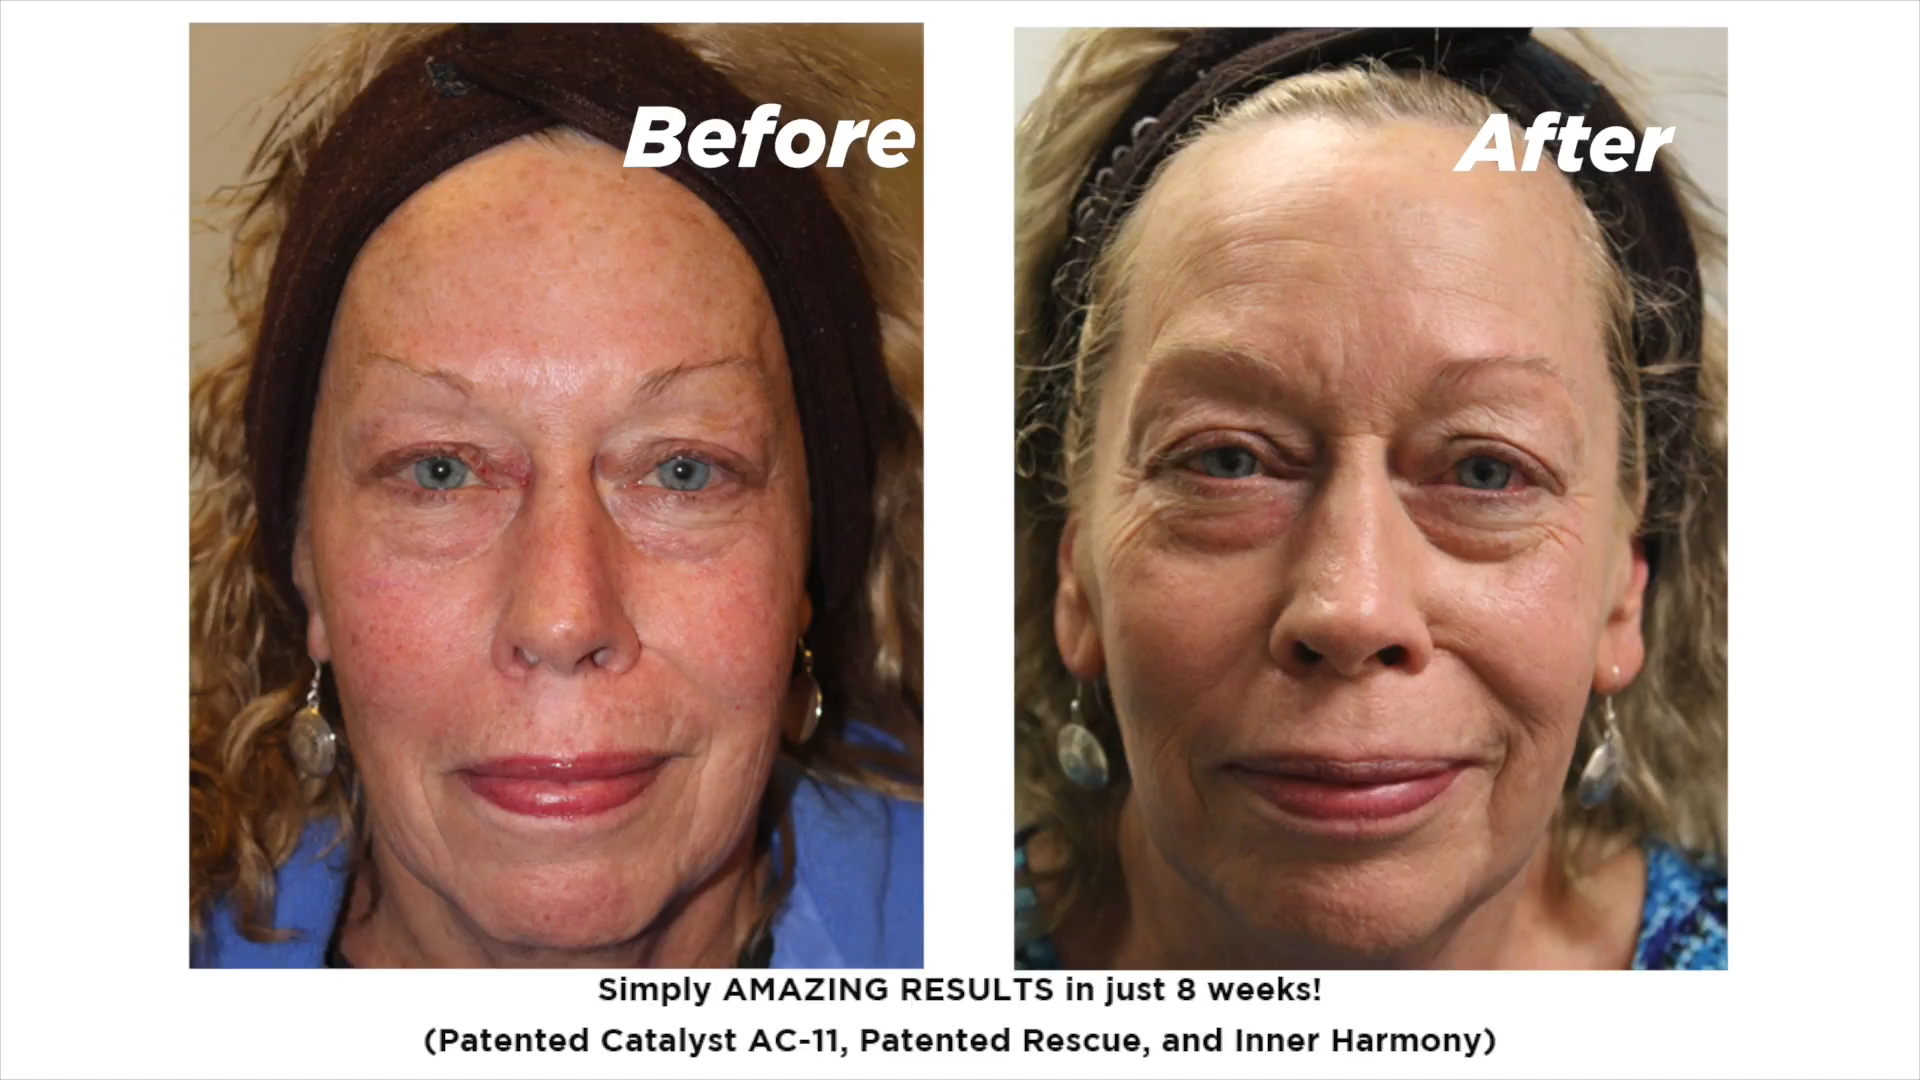 Before
After
Simply AMAZING RESULTS in just 8 weeks!
(Patented Catalyst AC-11, Patented Rescue, and Inner Harmony)